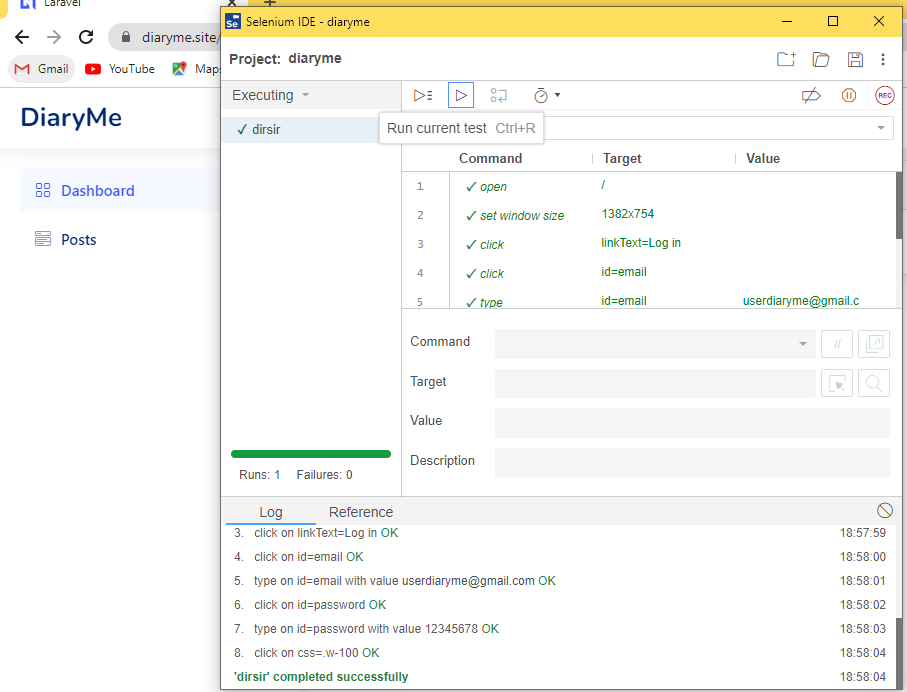 Laravel
Se Selenium IDE - diaryme
diaryme.site/
Project: diaryme
Gmail YouTube Maps
Executing
REC
DiaryMe
✓ dirsir
Run current test Ctrl+R
Command Target Value
1 ✓ open /
2 ✓ set window size 1382x754
3 ✓ click linkText=Log in
4 ✓ click id=email
5 ✓ type id=email userdiaryme@gmail.c
Dashboard
Posts
Command //
Target
Value
Description
Runs: 1 Failures: 0
Log Reference
3. click on linkText=Log in OK 18:57:59
4. click on id=email OK 18:58:00
5. type on id=email with value userdiaryme@gmail.com OK 18:58:01
6. click on id=password OK 18:58:02
7. type on id=password with value 12345678 OK 18:58:03
8. click on css=.w-100 OK 18:58:04
'dirsir' completed successfully 18:58:04